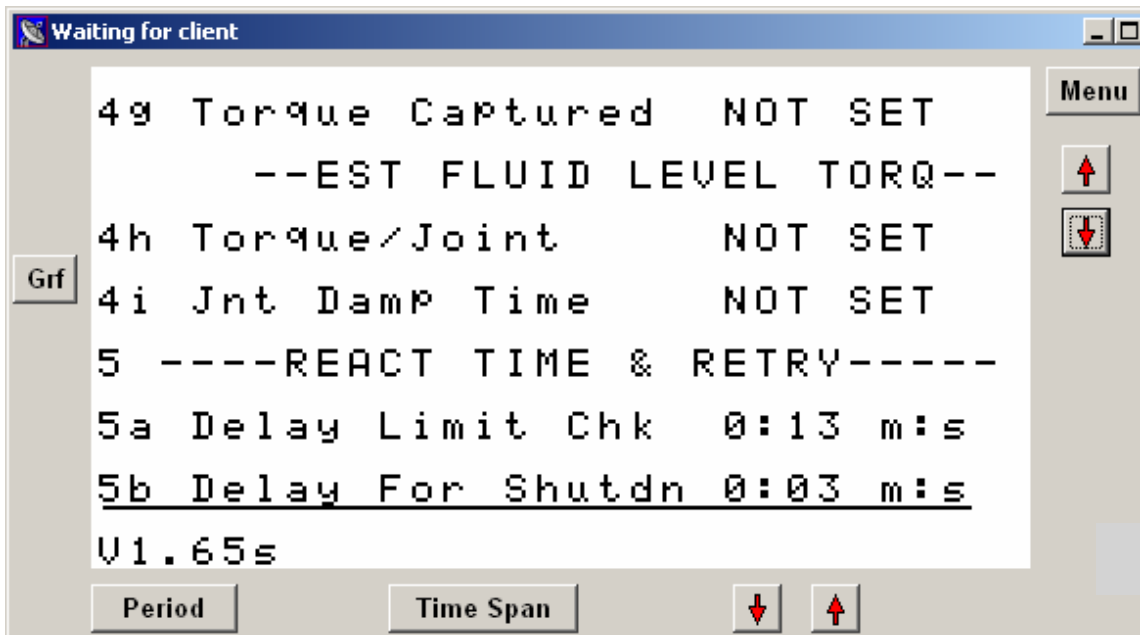 Waiting for client
4g Torque Captured NOT SET
--EST FLUID LEVEL TORQ--
4h Torque/Joint NOT SET
4i Jnt Damp Time NOT SET
5 ----REACT TIME & RETRY-----
5a Delay Limit Chk 0:13 m:s
5b Delay For Shutdn 0:03 m:s
V1.65s
Menu
Grf
Period
Time Span